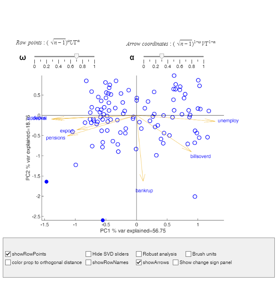 Row points : (√n−1)^ω UΣ^ω
Arrow coordinates : (√n−1)^1−α VΣ^1−α
ω
α
0 0.2 0.4 0.6 0.8 1
0 0.2 0.4 0.6 0.8 1
PC2 % var explained=18.
0.5
0
-0.5
-1
-1.5
-2
-2.5
unemploy
export
pensions
billsoverd
bankrup
-1.5 -1 -0.5 0 0.5 1
PC1 % var explained=56.75
showRowPoints
Hide SVD sliders
Robust analysis
Brush units
color prop to orthogonal distance
showRowNames
showArrows
Show change sign panel